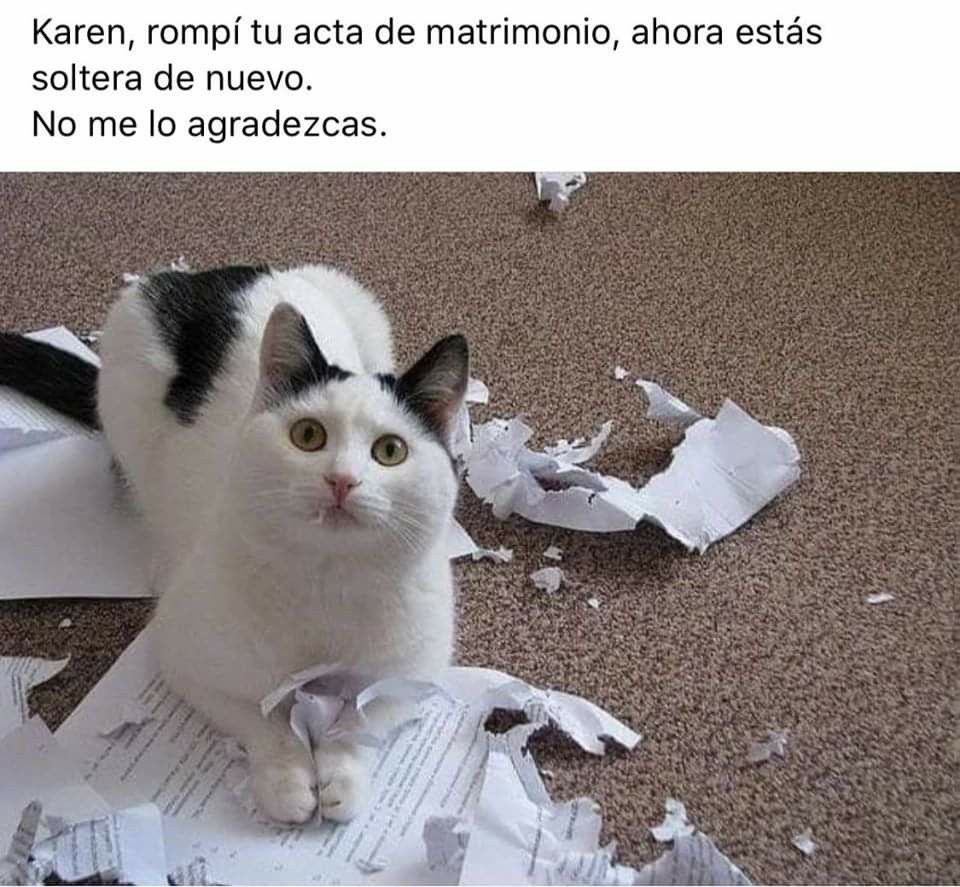 Karen, rompí tu acta de matrimonio, ahora estás
soltera de nuevo.
No me lo agradezcas.